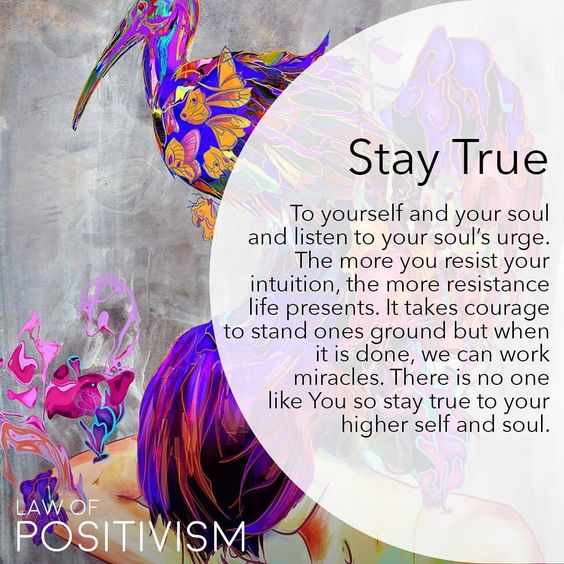 Stay True
To yourself and your soul
and listen to your soul's urge.
The more you resist your
intuition, the more resistance
life presents. It takes courage
to stand ones ground but when
it is done, we can work
miracles. There is no one
like You so stay true to your
higher self and soul.
LAW OF
POSITIVISM